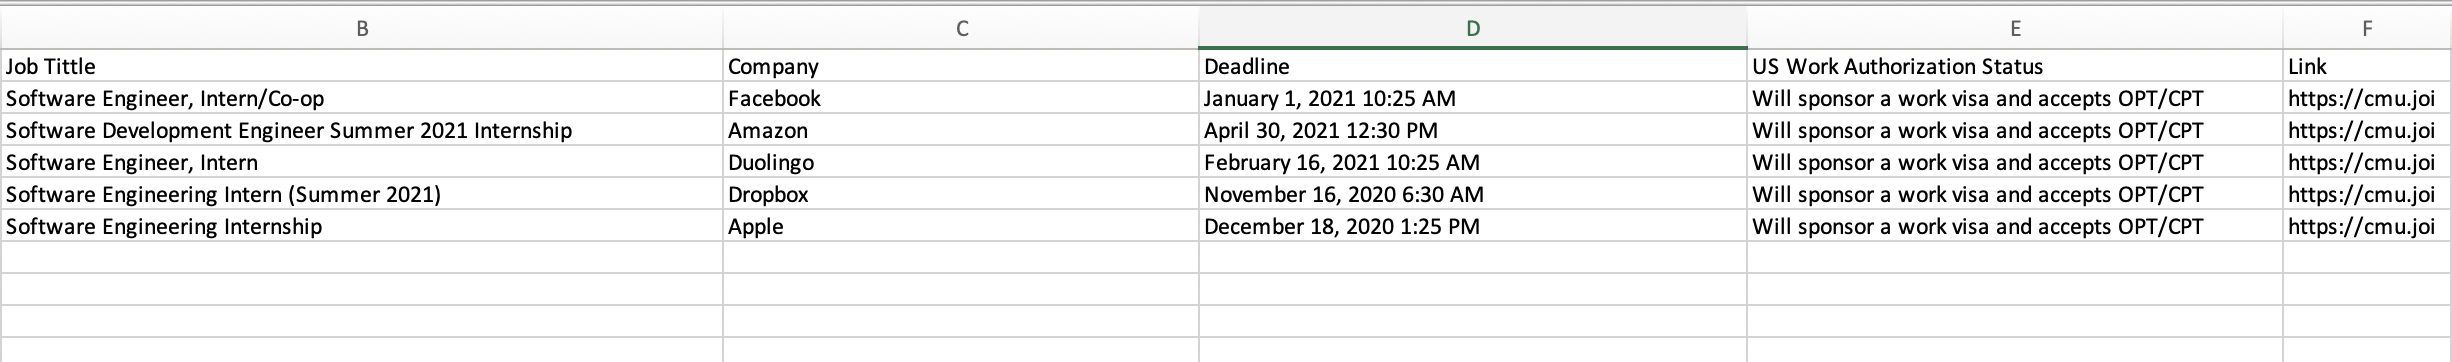 B C D E F
Job Tittle Company Deadline US Work Authorization Status Link
Software Engineer, Intern/Co-op Facebook January 1, 2021 10:25 AM Will sponsor a work visa and accepts OPT/CPT https://cmu.joi
Software Development Engineer Summer 2021 Internship Amazon April 30, 2021 12:30 PM Will sponsor a work visa and accepts OPT/CPT https://cmu.joi
Software Engineer, Intern Duolingo February 16, 2021 10:25 AM Will sponsor a work visa and accepts OPT/CPT https://cmu.joi
Software Engineering Intern (Summer 2021) Dropbox November 16, 2020 6:30 AM Will sponsor a work visa and accepts OPT/CPT https://cmu.joi
Software Engineering Internship Apple December 18, 2020 1:25 PM Will sponsor a work visa and accepts OPT/CPT https://cmu.joi